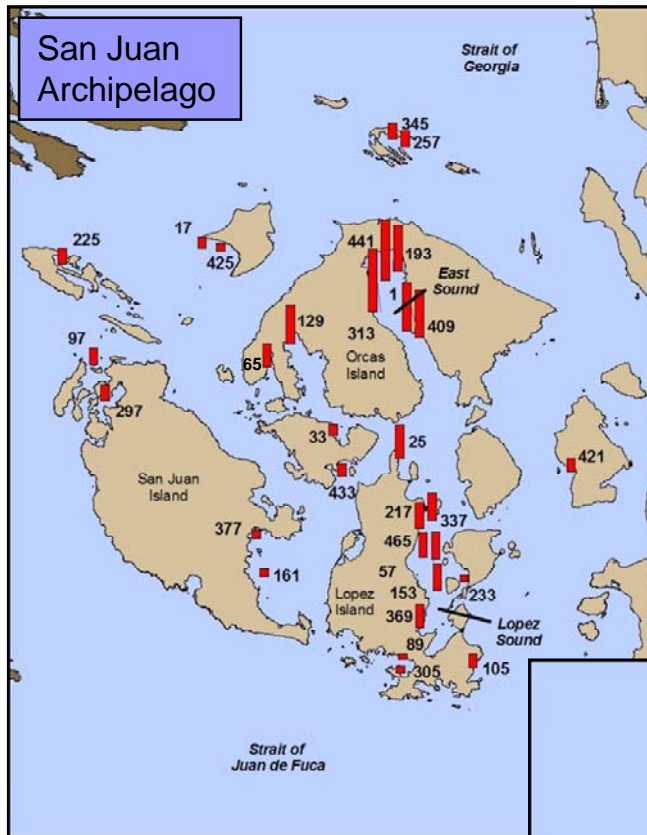 San Juan
Archipelago
Strait of
Georgia
345
257
17
225
425
441
193
East
Sound
1
129
313
409
97
Orcas
Island
65
297
33
25
421
San Juan
Island
433
217
337
377
465
57
161
153
233
Lopez
Island
369
Lopez
Sound
89
305
105
Strait of
Juan de Fuca